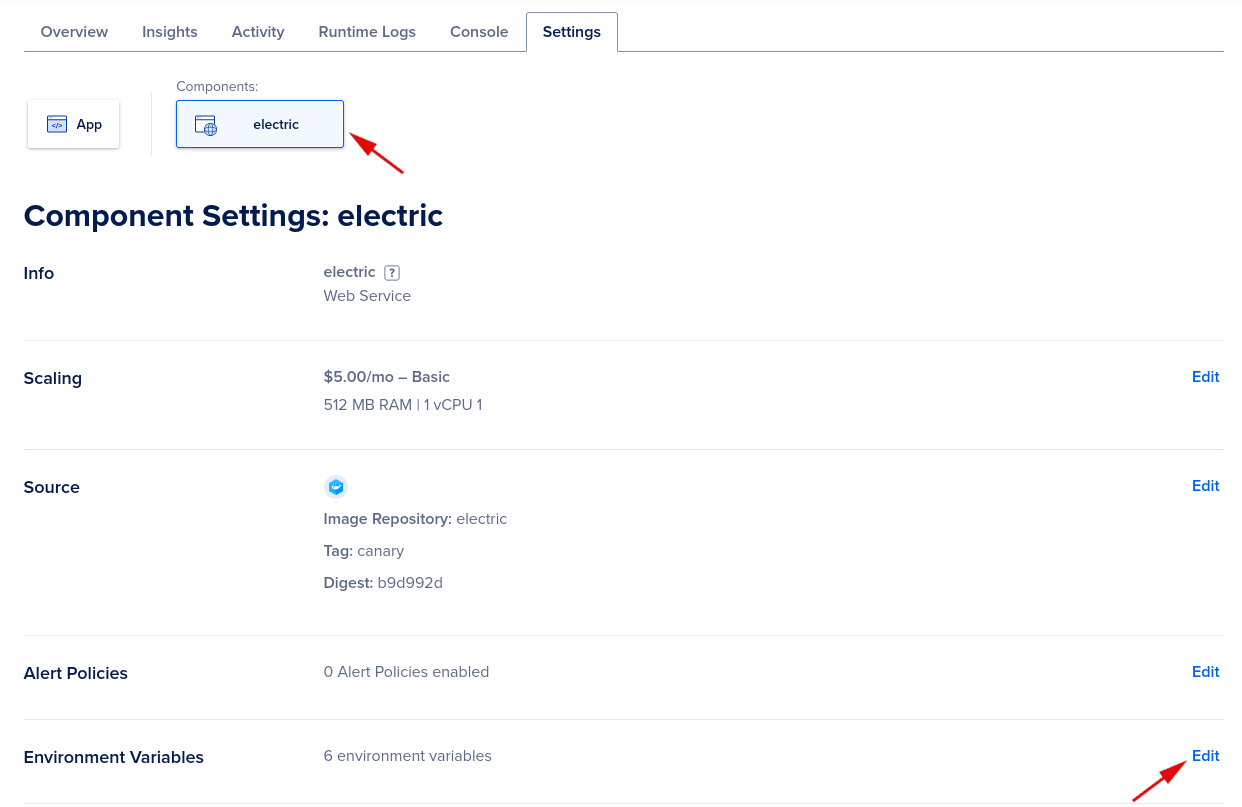 Overview Insights Activity Runtime Logs Console Settings
Components:
App electric
Component Settings: electric
Info electric ?
Web Service
Scaling $5.00/mo – Basic Edit
512 MB RAM | 1 vCPU 1
Source Edit
Image Repository: electric
Tag: canary
Digest: b9d992d
Alert Policies 0 Alert Policies enabled Edit
Environment Variables 6 environment variables Edit